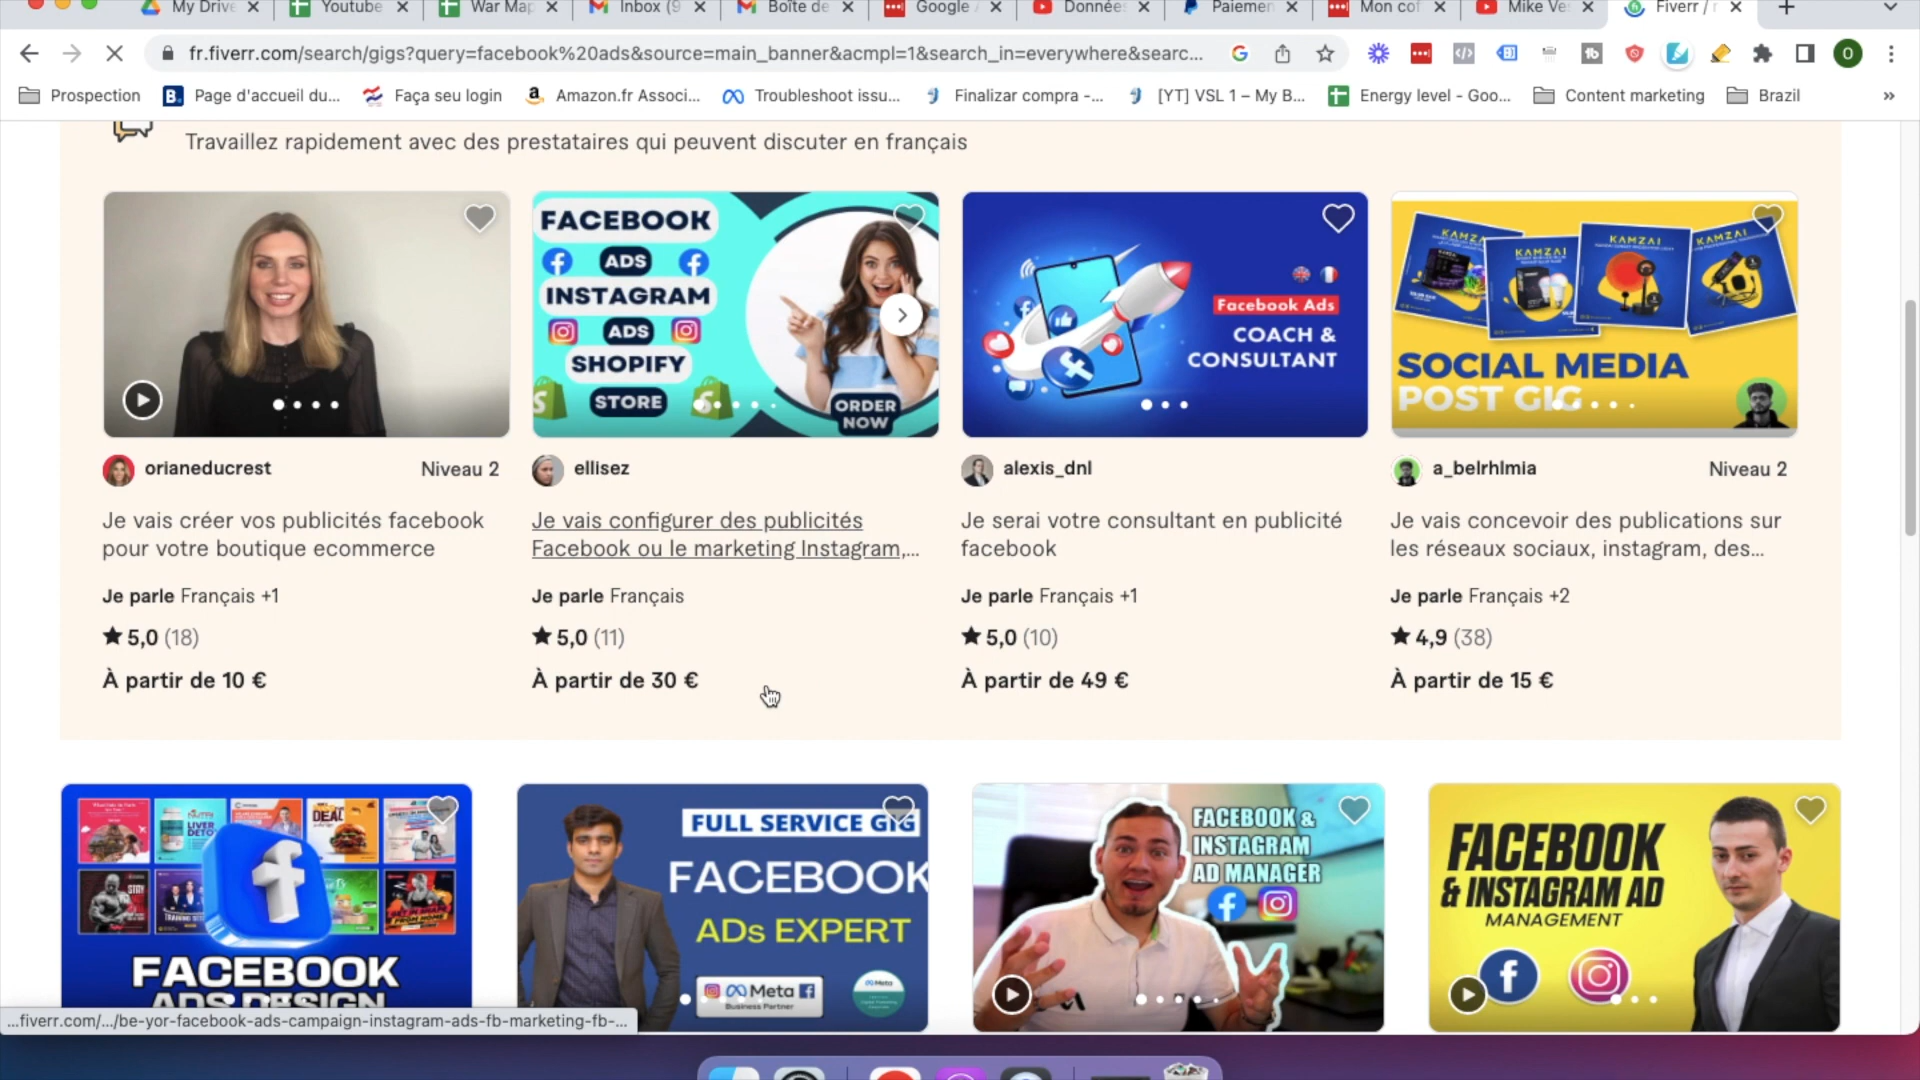 My Drive
Youtube
War Map
Inbox (9
Boîte de
Google
Données
Paiemen
Mon cof
Mike Ve
Fiverr /
fr.fiverr.com/search/gigs?query=facebook%20ads&source=main_banner&acmpl=1&search_in=everywhere&searc...
O
Prospection
Page d'accueil du...
Faça seu login
Amazon.fr Associ...
Troubleshoot issu...
Finalizar compra -...
[YT] VSL 1 – My B...
Energy level - Goo...
Content marketing
Brazil
»
Travaillez rapidement avec des prestataires qui peuvent discuter en français
FACEBOOK
ADS
INSTAGRAM
ADS
SHOPIFY
STORE
ORDER
NOW
Facebook Ads
COACH &
CONSULTANT
KAMZAI
KAMZAI
KAMZAI
KAMZAI
SOCIAL MEDIA
POST GIG
orianeducrest
Niveau 2
ellisez
alexis_dnl
a_belrhlmia
Niveau 2
Je vais créer vos publicités facebook
pour votre boutique ecommerce
Je vais configurer des publicités
Facebook ou le marketing Instagram,...
Je serai votre consultant en publicité
facebook
Je vais concevoir des publications sur
les réseaux sociaux, instagram, des...
Je parle Français +1
Je parle Français
Je parle Français +1
Je parle Français +2
5,0 (18)
5,0 (11)
5,0 (10)
4,9 (38)
À partir de 10 €
À partir de 30 €
À partir de 49 €
À partir de 15 €
FACEBOOK
ADS DESIGN
FULL SERVICE GIG
FACEBOOK
ADs EXPERT
Meta
Business Partner
Meta
FACEBOOK &
INSTAGRAM
AD MANAGER
FACEBOOK
& INSTAGRAM AD
MANAGEMENT
...fiverr.com/.../be-yor-facebook-ads-campaign-instagram-ads-fb-marketing-fb-...